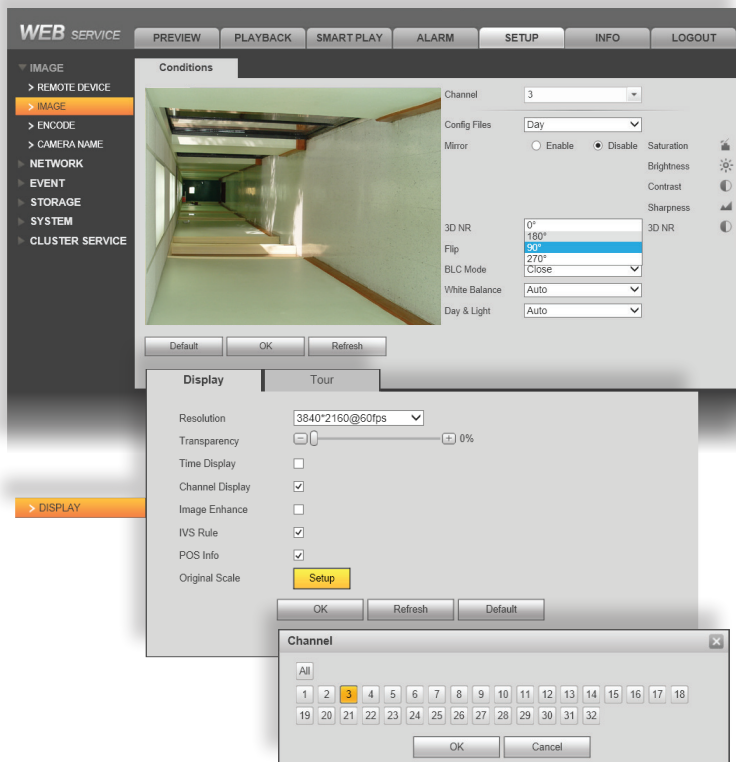 WEB SERVICE
PREVIEW PLAYBACK SMART PLAY ALARM SETUP INFO LOGOUT
IMAGE
> REMOTE DEVICE
> IMAGE
> ENCODE
> CAMERA NAME
NETWORK
EVENT
STORAGE
SYSTEM
CLUSTER SERVICE
Conditions
Channel 3
Config Files Day
Mirror Enable Disable Saturation
Brightness
Contrast
Sharpness
3D NR 0° 3D NR
180°
Flip 90°
270°
BLC Mode Close
White Balance Auto
Day & Light Auto
Default OK Refresh
> DISPLAY
Display Tour
Resolution 3840*2160@60fps
Transparency 0%
Time Display
Channel Display
Image Enhance
IVS Rule
POS Info
Original Scale Setup
OK Refresh Default
Channel
All
1 2 3 4 5 6 7 8 9 10 11 12 13 14 15 16 17 18
19 20 21 22 23 24 25 26 27 28 29 30 31 32
OK Cancel